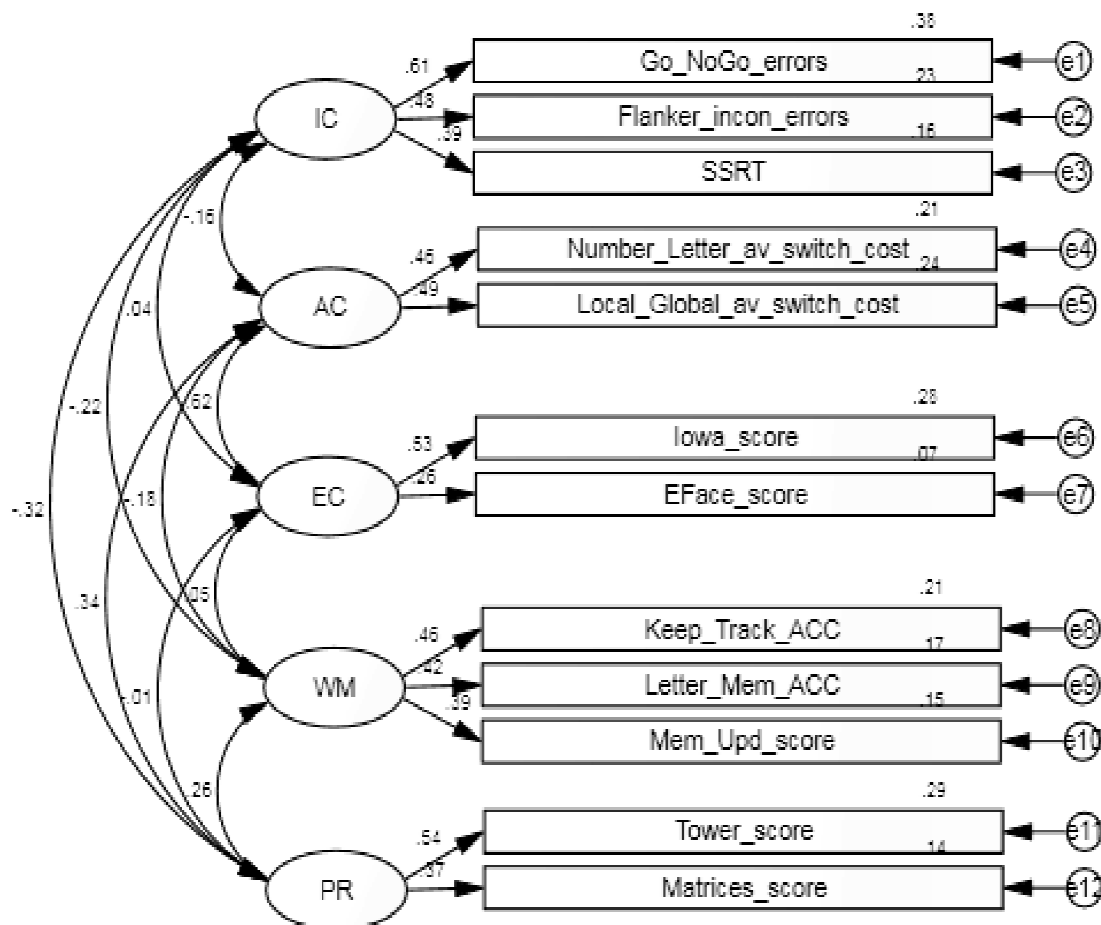 .38
.61
Go_NoGo_errors
e1
.23
.48
IC
Flanker_incon_errors
e2
.16
.39
SSRT
e3
-.16
.21
.46
Number_Letter_av_switch_cost
e4
.24
.49
AC
Local_Global_av_switch_cost
e5
.04
-.22
.62
.28
.53
Iowa_score
e6
.07
.26
EC
EFace_score
e7
-.32
-.18
.34
.05
.21
.46
Keep_Track_ACC
e8
.17
.42
WM
Letter_Mem_ACC
e9
.15
.39
Mem_Upd_score
e10
-.01
.26
.29
.54
Tower_score
e11
.14
.37
PR
Matrices_score
e12